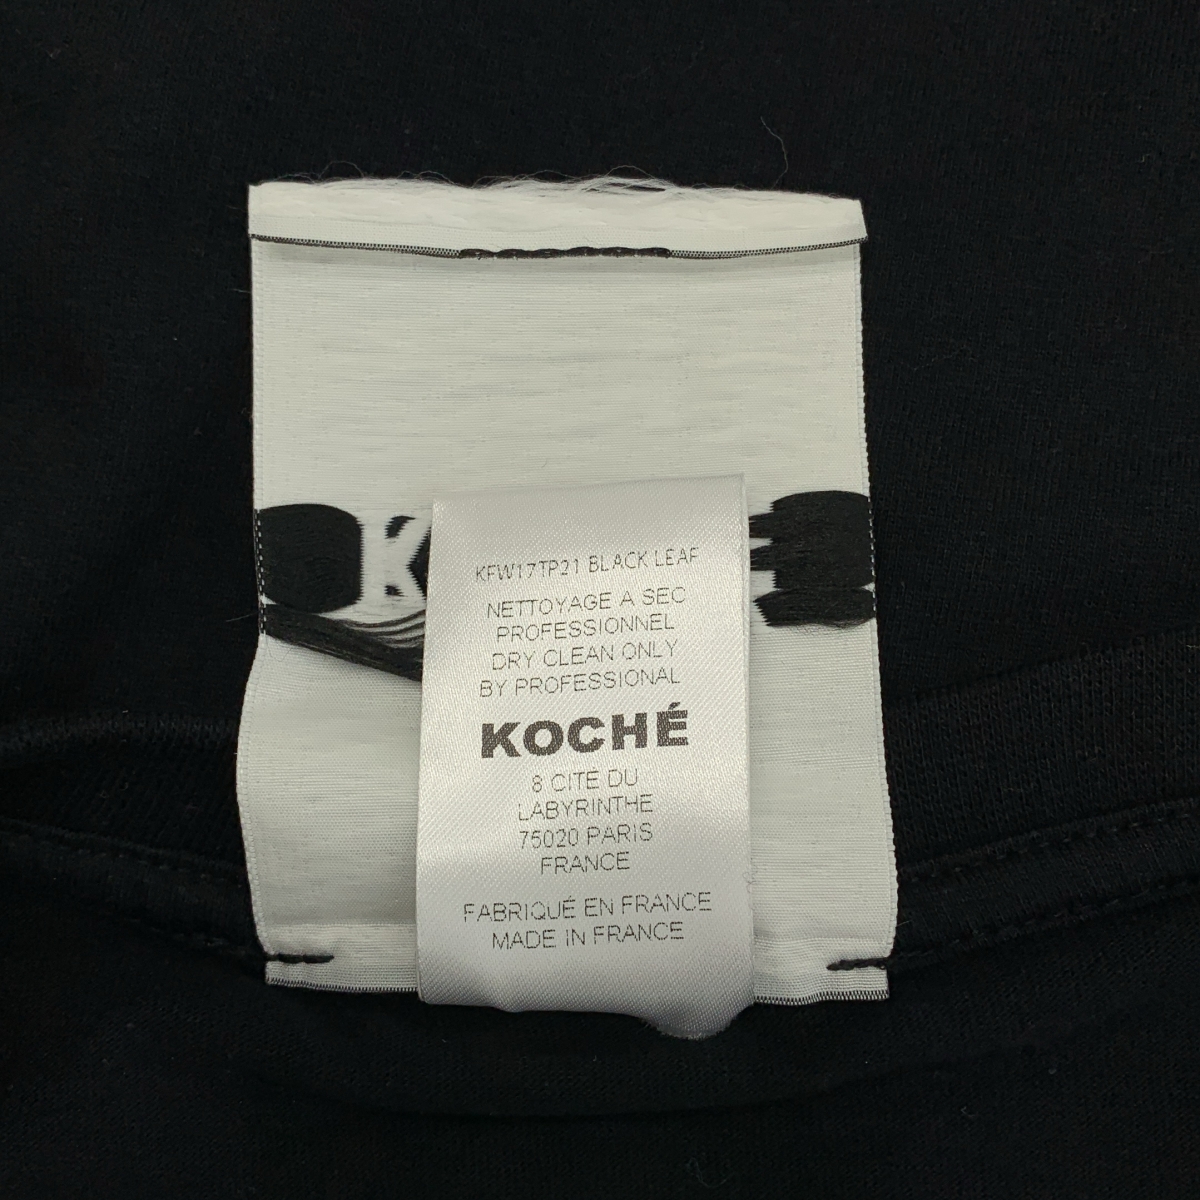 KFW17TP21 BLACK LEAF
NETTOYAGE A SEC
PROFESSIONNEL
DRY CLEAN ONLY
BY PROFESSIONAL
KOCHÉ
8 CITE DU
LABYRINTHE
75020 PARIS
FRANCE
FABRIQUÉ EN FRANCE
MADE IN FRANCE